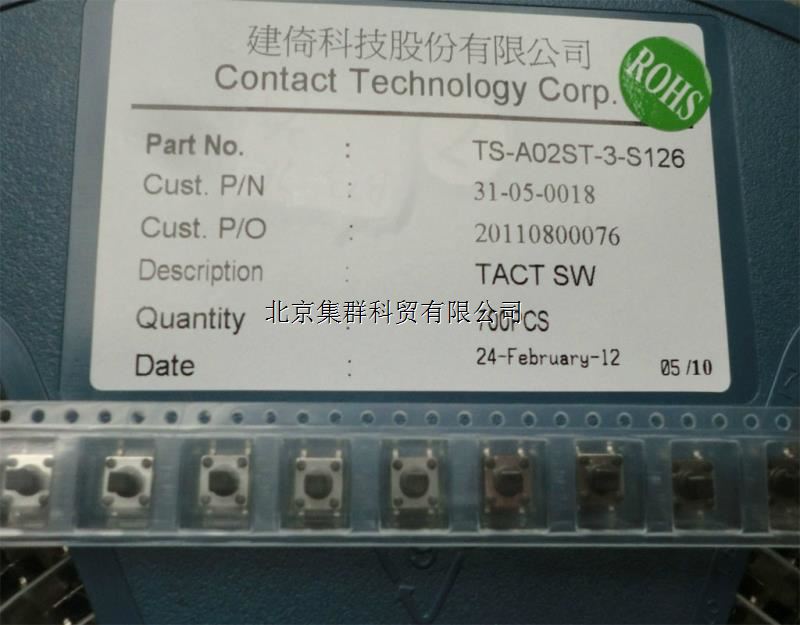 建倚科技股份有限公司
Contact Technology Corp.
ROHS
Part No. : TS-A02ST-3-S126
Cust. P/N : 31-05-0018
Cust. P/O : 20110800076
Description : TACT SW
Quantity : 700PCS
北京集群科贸有限公司
Date : 24-February-12 05/10